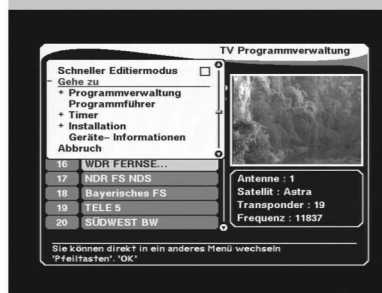 TV Programmverwaltung
Schneller Editiermodus
- Gehe zu
+ Programmverwaltung
Programmführer
+ Timer
+ Installation
Geräte- Informationen
Abbruch
16 WDR FERNSE...
17 NDR FS NDS
18 Bayerisches FS
19 TELE 5
20 SÜDWEST BW
Antenne : 1
Satellit : Astra
Transponder : 19
Frequenz : 11837
Sie können direkt in ein anderes Menü wechseln
'Pfeiltasten'. 'OK'